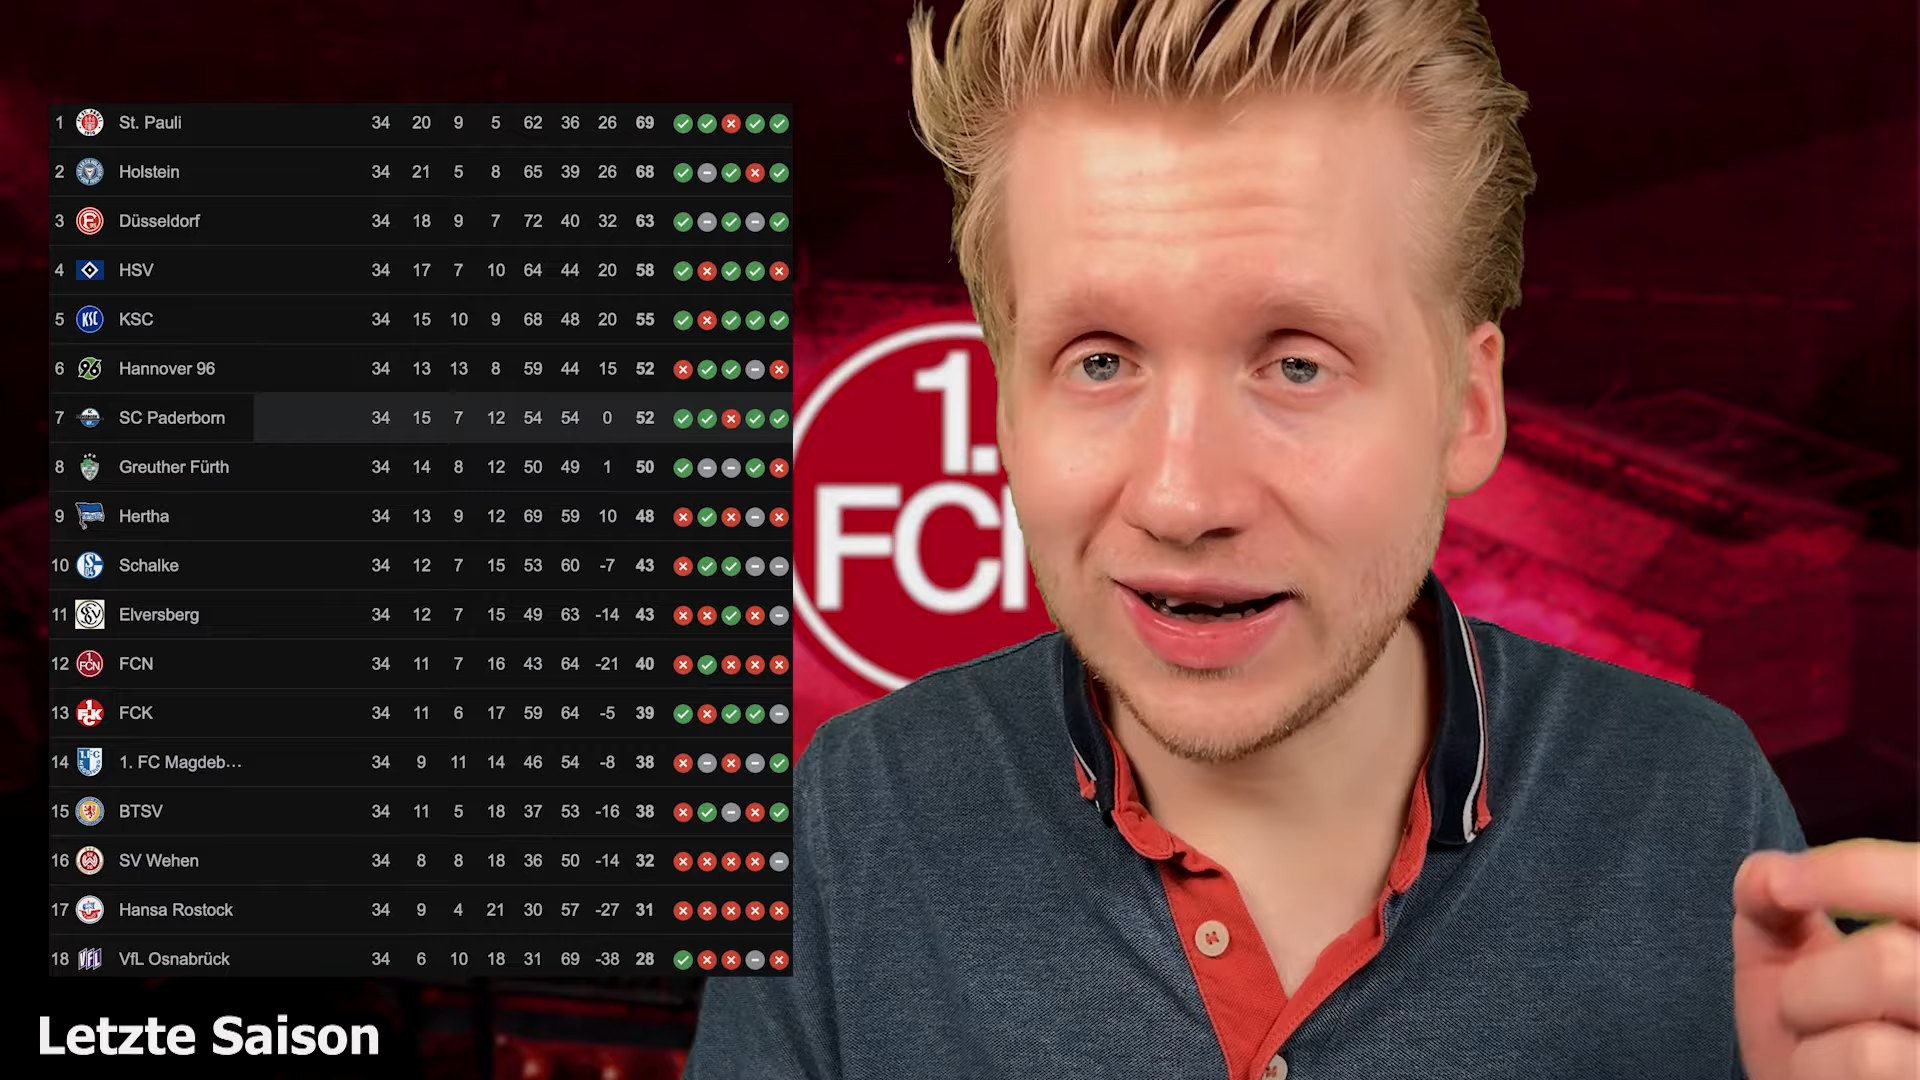 1 St. Pauli 34 20 9 5 62 36 26 69
2 Holstein 34 21 5 8 65 39 26 68
3 Düsseldorf 34 18 9 7 72 40 32 63
4 HSV 34 17 7 10 64 44 20 58
5 KSC KSC 34 15 10 9 68 48 20 55
6 Hannover 96 34 13 13 8 59 44 15 52
7 SC Paderborn 34 15 7 12 54 54 0 52
8 Greuther Fürth 34 14 8 12 50 49 1 50
9 Hertha 34 13 9 12 69 59 10 48
10 Schalke 34 12 7 15 53 60 -7 43
11 Elversberg 34 12 7 15 49 63 -14 43
12 FCN 34 11 7 16 43 64 -21 40
13 FCK 34 11 6 17 59 64 -5 39
14 1. FC Magdeb... 34 9 11 14 46 54 -8 38
15 BTSV 34 11 5 18 37 53 -16 38
16 SV Wehen 34 8 8 18 36 50 -14 32
17 Hansa Rostock 34 9 4 21 30 57 -27 31
18 VfL Osnabrück 34 6 10 18 31 69 -38 28
Letzte Saison
1.
FC